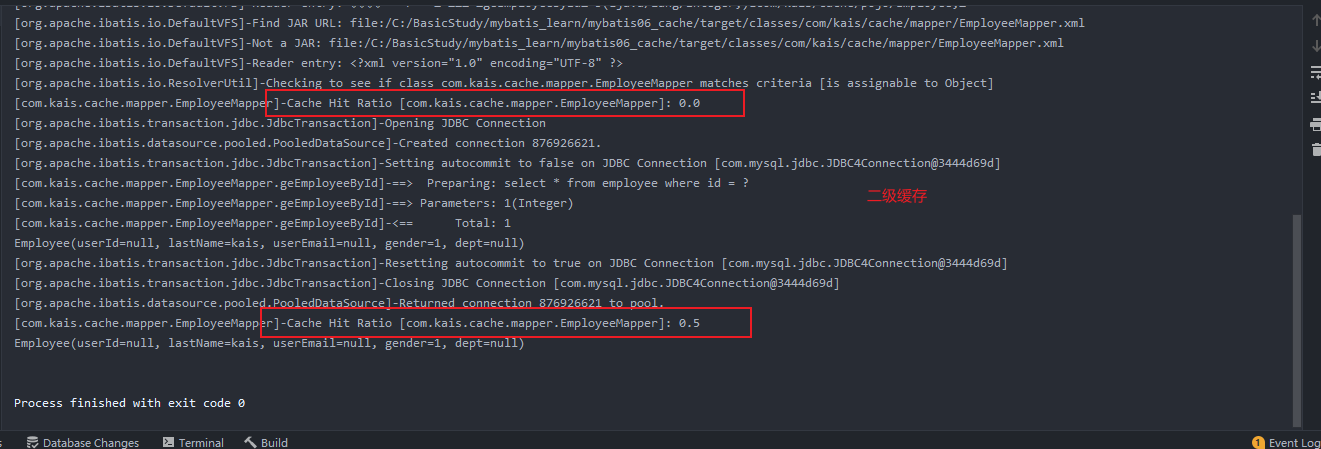 [org.apache.ibatis.io.DefaultVFS]-Find JAR URL: file:/C:/BasicStudy/mybatis_learn/mybatis06_cache/target/classes/com/kais/cache/mapper/EmployeeMapper.xml
[org.apache.ibatis.io.DefaultVFS]-Not a JAR: file:/C:/BasicStudy/mybatis_learn/mybatis06_cache/target/classes/com/kais/cache/mapper/EmployeeMapper.xml
[org.apache.ibatis.io.DefaultVFS]-Reader entry: <?xml version="1.0" encoding="UTF-8" ?>
[org.apache.ibatis.io.ResolverUtil]-Checking to see if class com.kais.cache.mapper.EmployeeMapper matches criteria [is assignable to Object]
[com.kais.cache.mapper.EmployeeMapper]-Cache Hit Ratio [com.kais.cache.mapper.EmployeeMapper]: 0.0
[org.apache.ibatis.transaction.jdbc.JdbcTransaction]-Opening JDBC Connection
[org.apache.ibatis.datasource.pooled.PooledDataSource]-Created connection 876926621.
[org.apache.ibatis.transaction.jdbc.JdbcTransaction]-Setting autocommit to false on JDBC Connection [com.mysql.jdbc.JDBC4Connection@3444d69d]
[com.kais.cache.mapper.EmployeeMapper.geEmployeeById]-==>  Preparing: select * from employee where id = ?
二级缓存
[com.kais.cache.mapper.EmployeeMapper.geEmployeeById]-==> Parameters: 1(Integer)
[com.kais.cache.mapper.EmployeeMapper.geEmployeeById]-<==      Total: 1
Employee(userId=null, lastName=kais, userEmail=null, gender=1, dept=null)
[org.apache.ibatis.transaction.jdbc.JdbcTransaction]-Resetting autocommit to true on JDBC Connection [com.mysql.jdbc.JDBC4Connection@3444d69d]
[org.apache.ibatis.transaction.jdbc.JdbcTransaction]-Closing JDBC Connection [com.mysql.jdbc.JDBC4Connection@3444d69d]
[org.apache.ibatis.datasource.pooled.PooledDataSource]-Returned connection 876926621 to pool.
[com.kais.cache.mapper.EmployeeMapper]-Cache Hit Ratio [com.kais.cache.mapper.EmployeeMapper]: 0.5
Employee(userId=null, lastName=kais, userEmail=null, gender=1, dept=null)
Process finished with exit code 0
Database Changes Terminal Build 1 Event Log